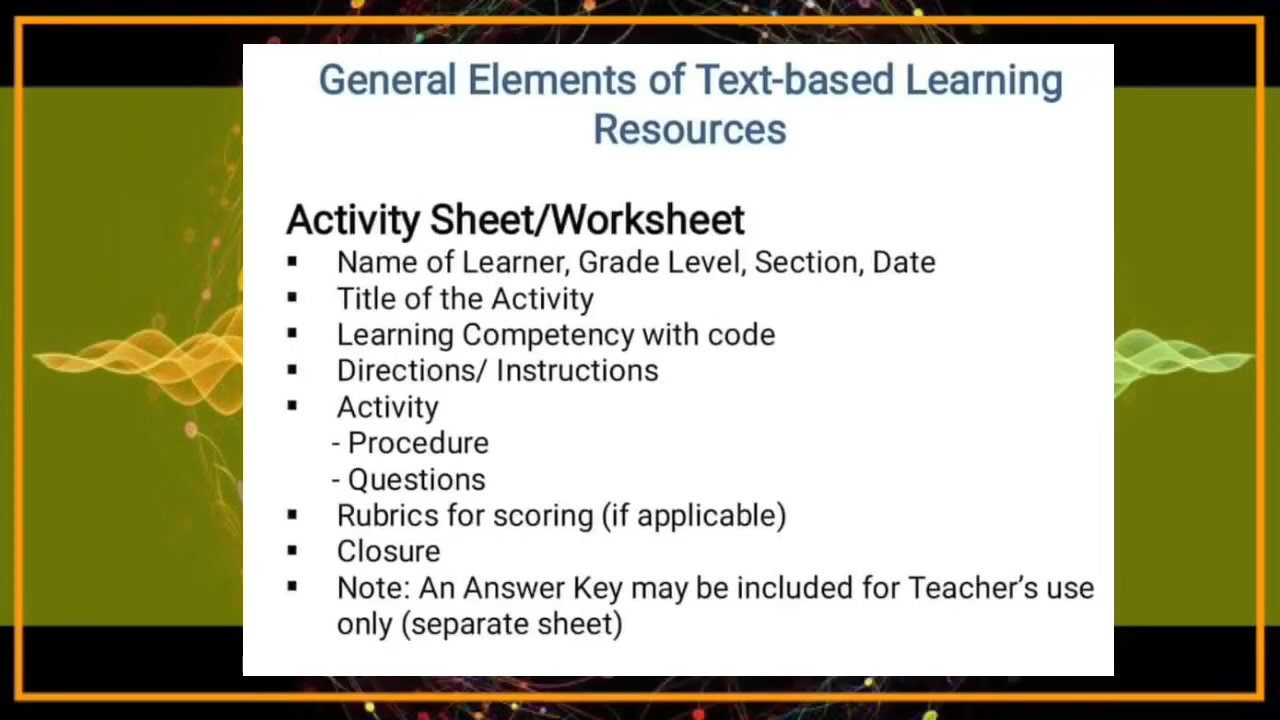 General Elements of Text-based Learning
Resources
Activity Sheet/Worksheet
▪ Name of Learner, Grade Level, Section, Date
▪ Title of the Activity
▪ Learning Competency with code
▪ Directions/ Instructions
▪ Activity
- Procedure
- Questions
▪ Rubrics for scoring (if applicable)
▪ Closure
▪ Note: An Answer Key may be included for Teacher's use
only (separate sheet)